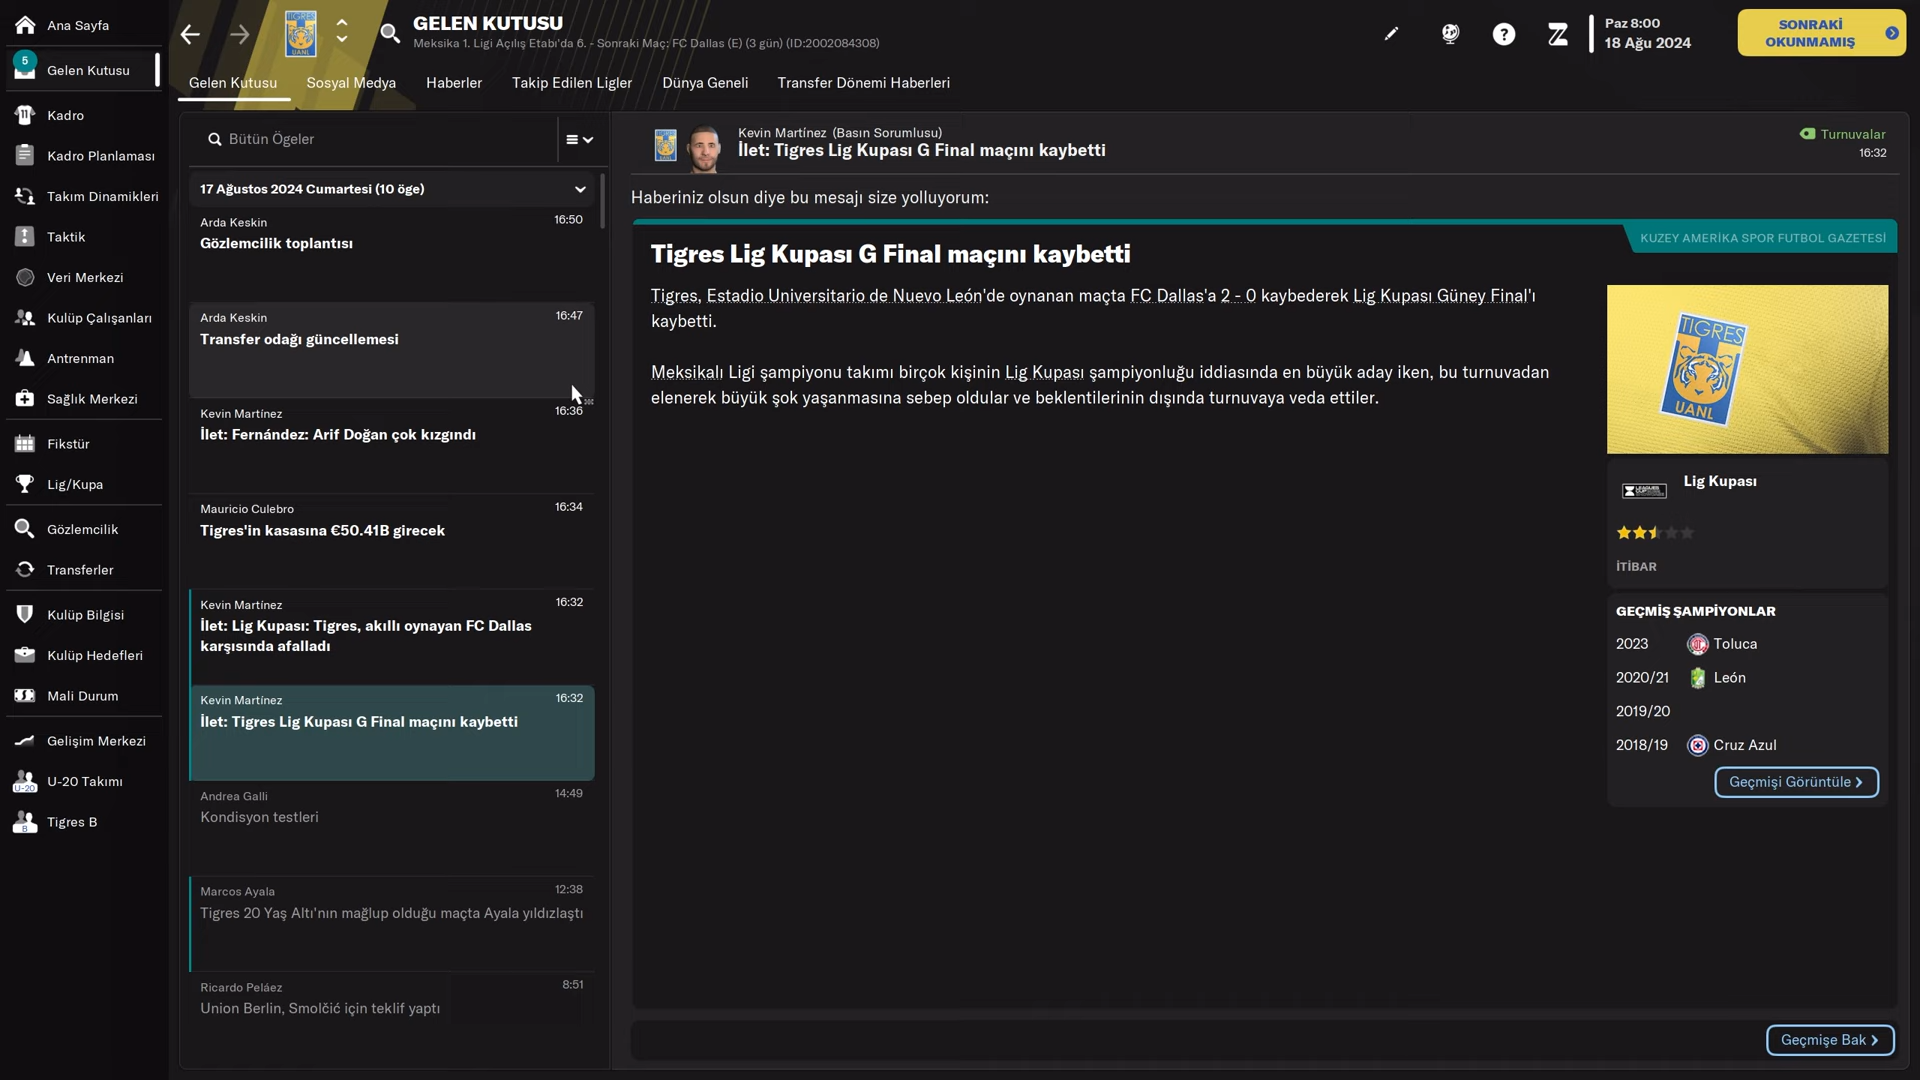 Ana Sayfa
5
Gelen Kutusu
Kadro
Kadro Planlaması
Takım Dinamikleri
Taktik
Veri Merkezi
Kulüp Çalışanları
Antrenman
Sağlık Merkezi
Fikstür
Lig/Kupa
Gözlemcilik
Transferler
Kulüp Bilgisi
Kulüp Hedefleri
Mali Durum
Gelişim Merkezi
U-20
U-20 Takımı
B
Tigres B
TIGRES
UANL
GELEN KUTUSU
Meksika 1. Ligi Açılış Etabı'da 6. - Sonraki Maç: FC Dallas (E) (3 gün) (ID:2002084308)
Paz 8:00
18 Ağu 2024
SONRAKİ
OKUNMAMIŞ
Gelen Kutusu Sosyal Medya Haberler Takip Edilen Ligler Dünya Geneli Transfer Dönemi Haberleri
Bütün Ögeler
17 Ağustos 2024 Cumartesi (10 öge)
Arda Keskin 16:50
Gözlemcilik toplantısı
Arda Keskin 16:47
Transfer odağı güncellemesi
Kevin Martínez 16:36
İlet: Fernández: Arif Doğan çok kızgındı
Mauricio Culebro 16:34
Tigres'in kasasına €50.41B girecek
Kevin Martínez 16:32
İlet: Lig Kupası: Tigres, akıllı oynayan FC Dallas
karşısında afalladı
Kevin Martínez 16:32
İlet: Tigres Lig Kupası G Final maçını kaybetti
Andrea Galli 14:49
Kondisyon testleri
Marcos Ayala 12:38
Tigres 20 Yaş Altı'nın mağlup olduğu maçta Ayala yıldızlaştı
Ricardo Peláez 8:51
Union Berlin, Smolčić için teklif yaptı
Kevin Martínez (Basın Sorumlusu)
İlet: Tigres Lig Kupası G Final maçını kaybetti
Turnuvalar
16:32
Haberiniz olsun diye bu mesajı size yolluyorum:
KUZEY AMERİKA SPOR FUTBOL GAZETESİ
Tigres Lig Kupası G Final maçını kaybetti
Tigres, Estadio Universitario de Nuevo León'de oynanan maçta FC Dallas'a 2 - 0 kaybederek Lig Kupası Güney Final'ı
kaybetti.
Meksikalı Ligi şampiyonu takımı birçok kişinin Lig Kupası şampiyonluğu iddiasında en büyük aday iken, bu turnuvadan
elenerek büyük şok yaşanmasına sebep oldular ve beklentilerinin dışında turnuvaya veda ettiler.
TIGRES
UANL
Lig Kupası
İTİBAR
GEÇMİŞ ŞAMPİYONLAR
2023 Toluca
2020/21 León
2019/20
2018/19 Cruz Azul
Geçmişi Görüntüle
Geçmişe Bak